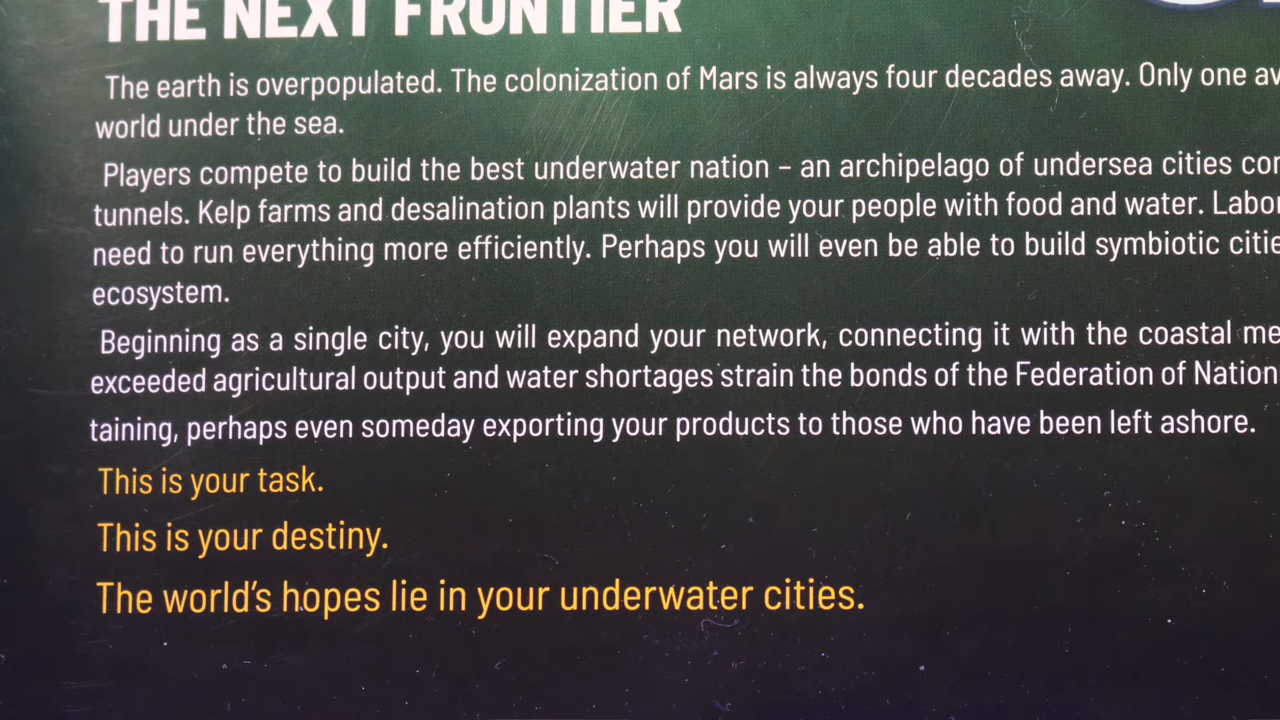 THE NEXT FRONTIER
The earth is overpopulated. The colonization of Mars is always four decades away. Only one
world under the sea.
Players compete to build the best underwater nation – an archipelago of undersea cities
tunnels. Kelp farms and desalination plants will provide your people with food and water.
need to run everything more efficiently. Perhaps you will even be able to build symbiotic
ecosystem.
Beginning as a single city, you will expand your network, connecting it with the coastal
exceeded agricultural output and water shortages strain the bonds of the Federation of Nation
taining, perhaps even someday exporting your products to those who have been left ashore.
This is your task.
This is your destiny.
The world's hopes lie in your underwater cities.